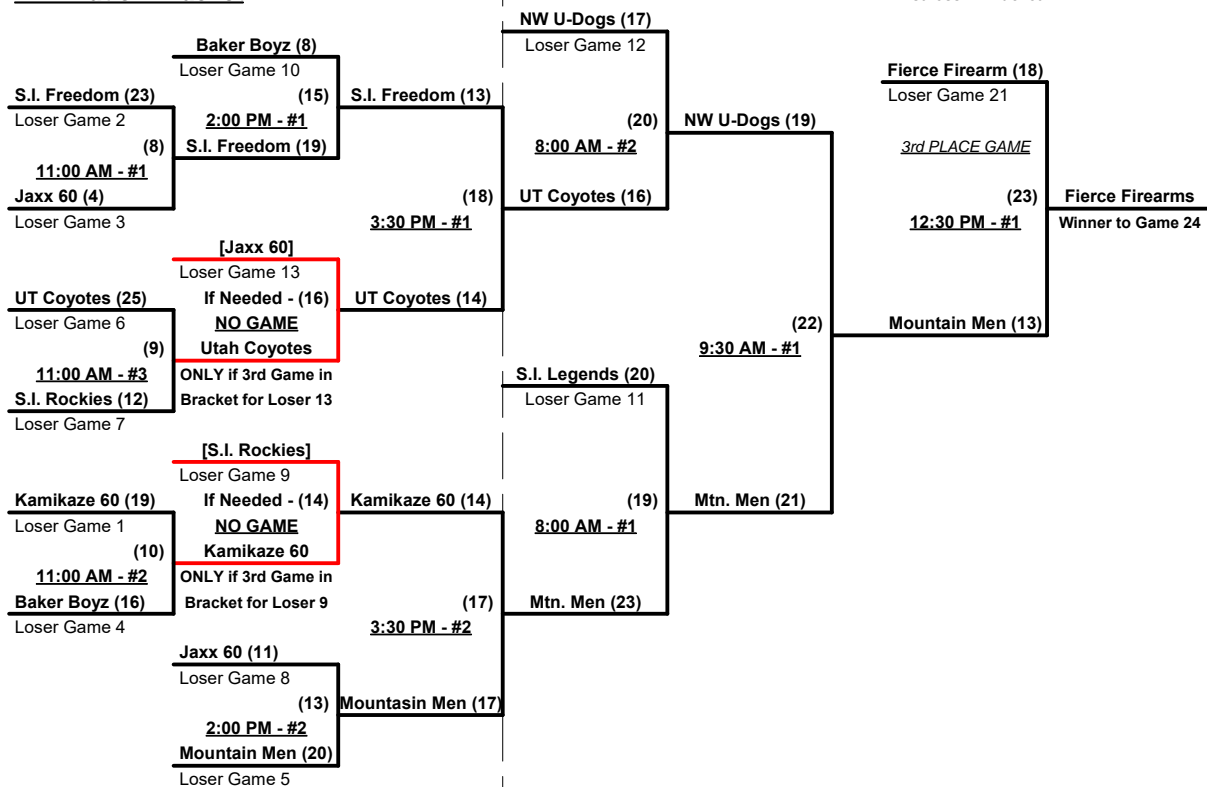 NW U-Dogs (17)
Loser Game 12
Baker Boyz (8)
Loser Game 10
Fierce Firearm (18)
Loser Game 21
S.I. Freedom (23)
Loser Game 2
(15)
2:00 PM - #1
S.I. Freedom (13)
(20)
8:00 AM - #2
NW U-Dogs (19)
3rd PLACE GAME
(8)
11:00 AM - #1
S.I. Freedom (19)
Jaxx 60 (4)
Loser Game 3
(18)
3:30 PM - #1
UT Coyotes (16)
(23)
12:30 PM - #1
Fierce Firearms
Winner to Game 24
[Jaxx 60]
Loser Game 13
UT Coyotes (25)
Loser Game 6
If Needed - (16)
NO GAME
Utah Coyotes
UT Coyotes (14)
(22)
9:30 AM - #1
Mountain Men (13)
(9)
11:00 AM - #3
ONLY if 3rd Game in
Bracket for Loser 13
S.I. Rockies (12)
Loser Game 7
S.I. Legends (20)
Loser Game 11
[S.I. Rockies]
Loser Game 9
Kamikaze 60 (19)
Loser Game 1
If Needed - (14)
NO GAME
Kamikaze 60
Kamikaze 60 (14)
(19)
8:00 AM - #1
Mtn. Men (21)
(10)
11:00 AM - #2
ONLY if 3rd Game in
Bracket for Loser 9
Baker Boyz (16)
Loser Game 4
(17)
3:30 PM - #2
Mtn. Men (23)
Jaxx 60 (11)
Loser Game 8
(13)
2:00 PM - #2
Mountasin Men (17)
Mountain Men (20)
Loser Game 5